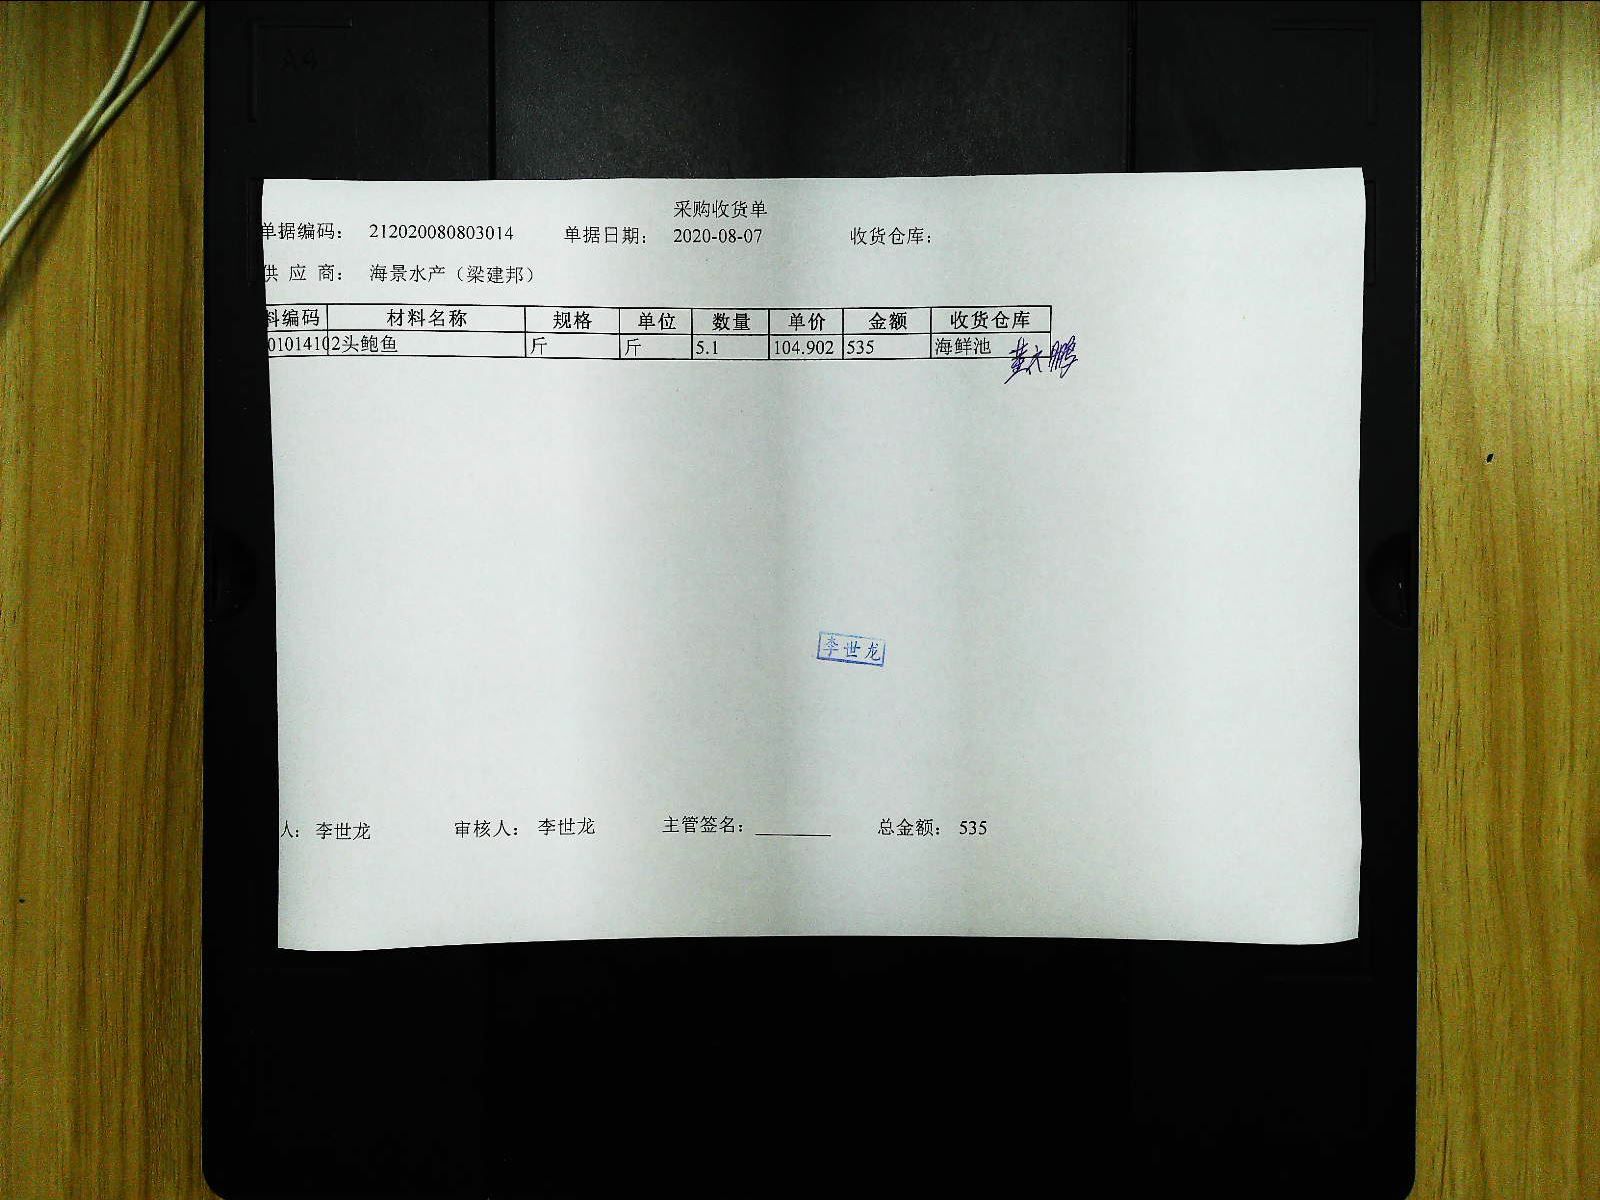 采购收货单
单据编码： 212020080803014 单据日期： 2020-08-07 收货仓库：
供 应 商： 海景水产（梁建邦）
料编码 材料名称 规格 单位 数量 单价 金额 收货仓库
01014102 2头鲍鱼 斤 斤 5.1 104.902 535 海鲜池
李世龙
人： 李世龙 审核人： 李世龙 主管签名：________ 总金额： 535